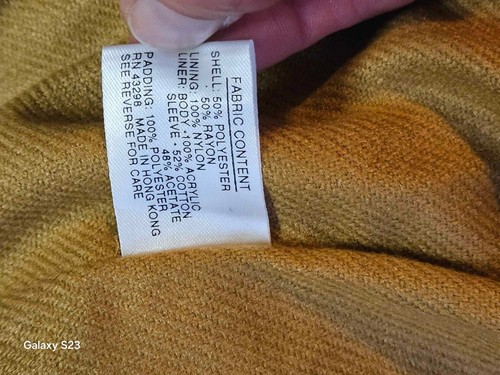 FABRIC CONTENT
SHELL: 50% POLYESTER
50% RAYON
LINING: 100% NYLON
LINER: BODY-100% ACRYLIC
SLEEVE-52% COTTON
48% ACETATE
PADDING: 100% POLYESTER
RN 43298 MADE IN HONG KONG
SEE REVERSE FOR CARE
Galaxy S23